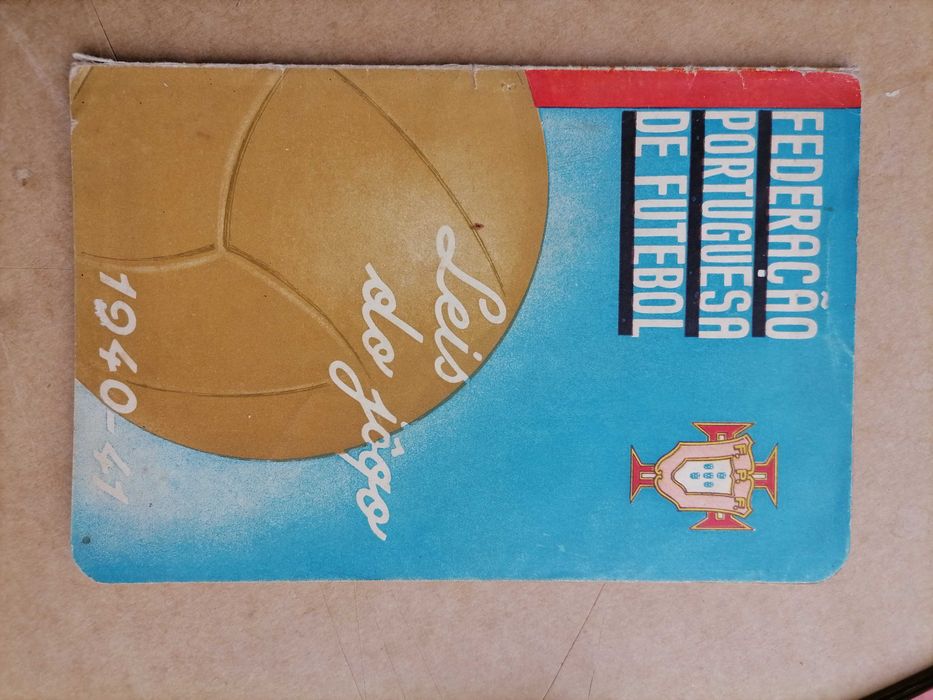 FEDERAÇÃO
PORTUGUESA
DE FUTEBOL
F. P. F.
Leis
do jôgo
1940-41